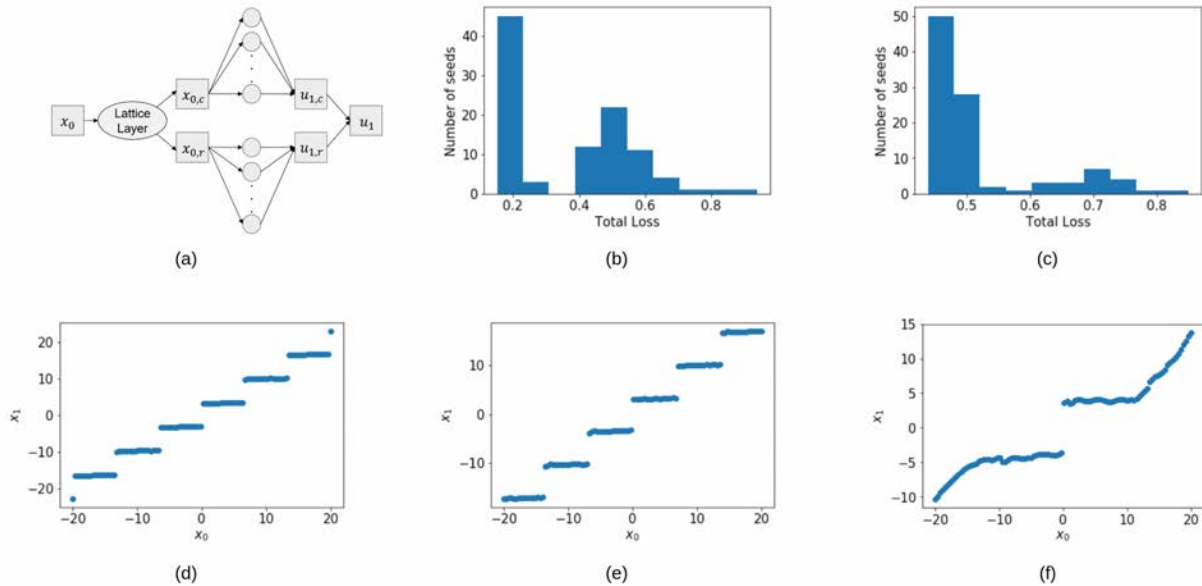 x₀
Lattice
Layer
x₀,c
x₀,r
u₁,c
u₁,r
u₁
(a)
Number of seeds
40
30
20
10
0
0.2 0.4 0.6 0.8
Total Loss
(b)
Number of seeds
50
40
30
20
10
0
0.5 0.6 0.7 0.8
Total Loss
(c)
x₁
20
10
0
−10
−20
−20 −10 0 10 20
x₀
(d)
x₁
10
0
−10
−20 −10 0 10 20
x₀
(e)
x₁
15
10
5
0
−5
−10
−20 −10 0 10 20
x₀
(f)